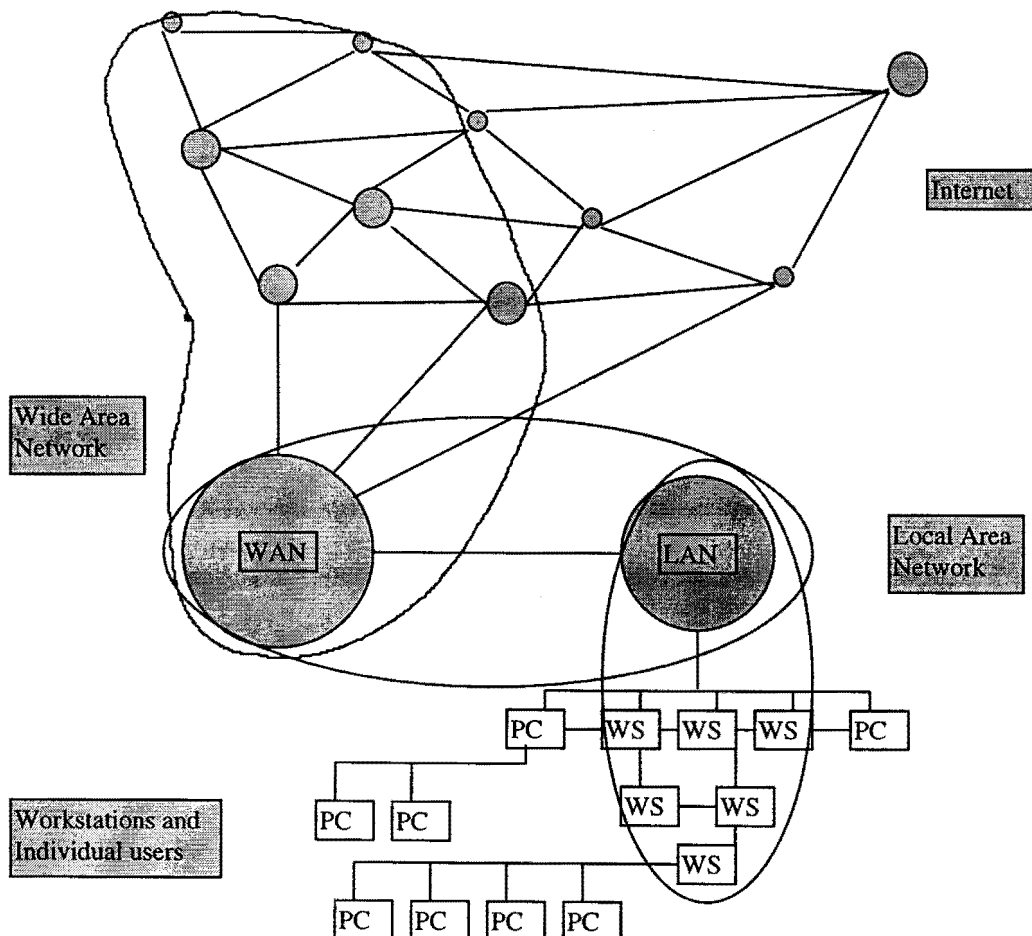 Internet
Wide Area
Network
WAN
LAN
Local Area
Network
PC
WS
WS
WS
PC
PC
PC
WS
WS
Workstations and
Individual users
WS
PC
PC
PC
PC